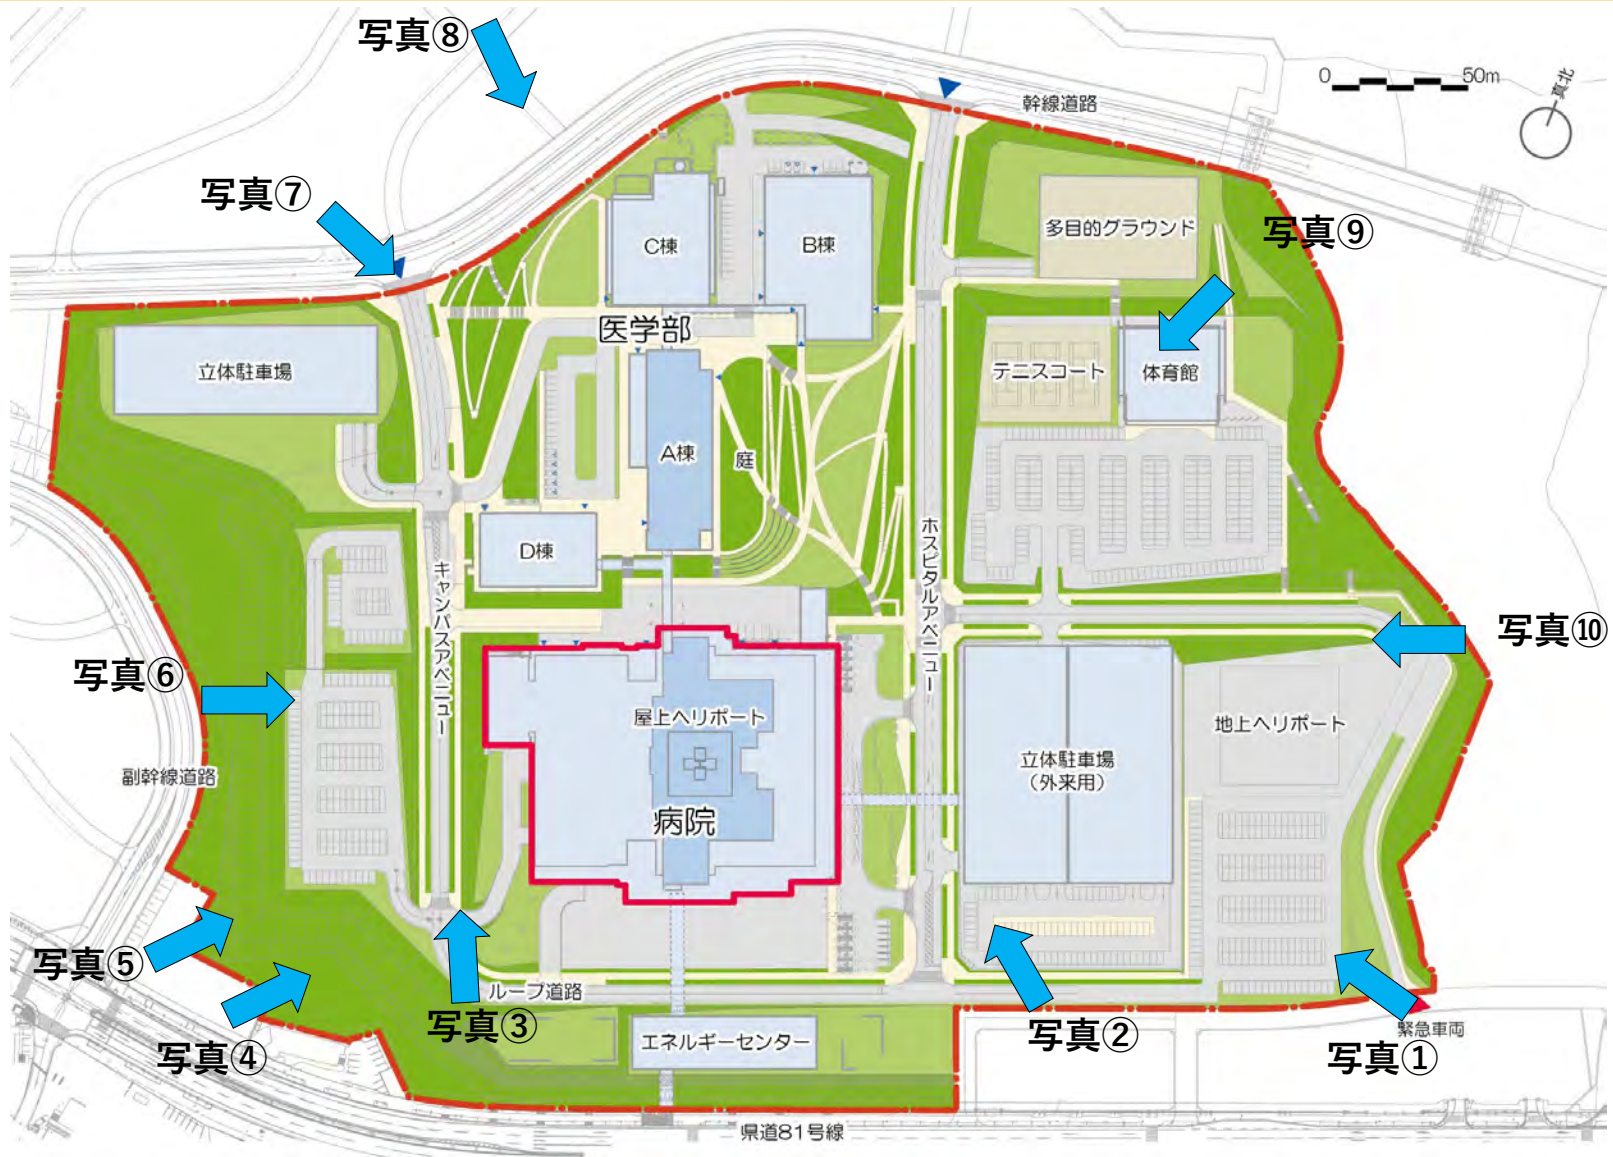 写真⑧
0 50m
真北
幹線道路
写真⑦
多目的グラウンド
写真⑨
C棟
B棟
医学部
立体駐車場
テニスコート
体育館
A棟
庭
D棟
キャンパスアベニュー
ホスピタルアベニュー
写真⑩
写真⑥
屋上ヘリポート
地上ヘリポート
副幹線道路
立体駐車場
(外来用)
病院
写真⑤
ループ道路
写真④
写真③
エネルギーセンター
写真②
緊急車両
写真①
県道81号線